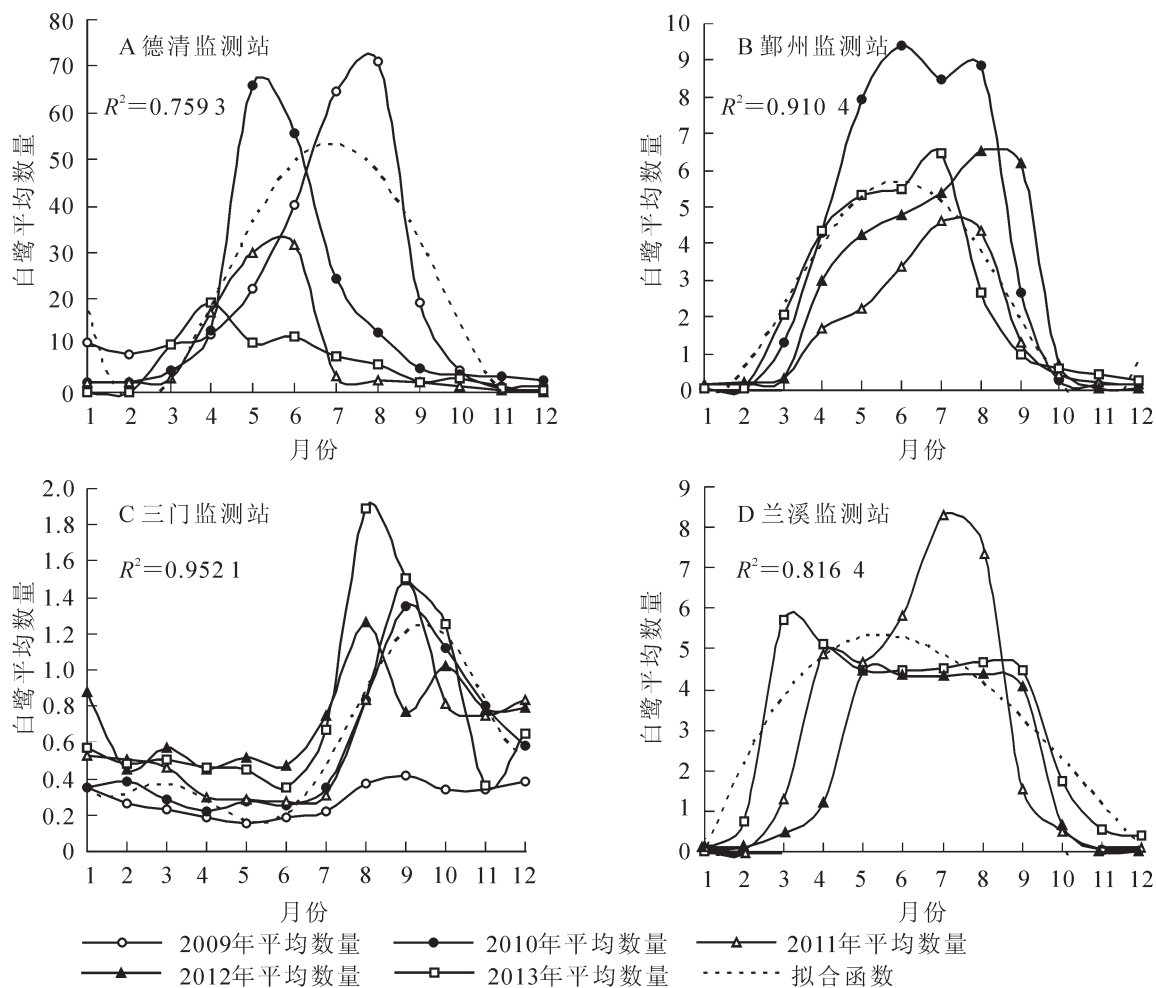 A 德清监测站
R²=0.759 3
白鹭平均数量
80
70
60
50
40
30
20
10
0
1 2 3 4 5 6 7 8 9 10 11 12
月份
B 鄞州监测站
R²=0.910 4
白鹭平均数量
10
9
8
7
6
5
4
3
2
1
0
1 2 3 4 5 6 7 8 9 10 11 12
月份
C 三门监测站
R²=0.952 1
白鹭平均数量
2.0
1.8
1.6
1.4
1.2
1.0
0.8
0.6
0.4
0.2
0
1 2 3 4 5 6 7 8 9 10 11 12
月份
D 兰溪监测站
R²=0.816 4
白鹭平均数量
9
8
7
6
5
4
3
2
1
0
1 2 3 4 5 6 7 8 9 10 11 12
月份
2009年平均数量 2010年平均数量 2011年平均数量
2012年平均数量 2013年平均数量 拟合函数